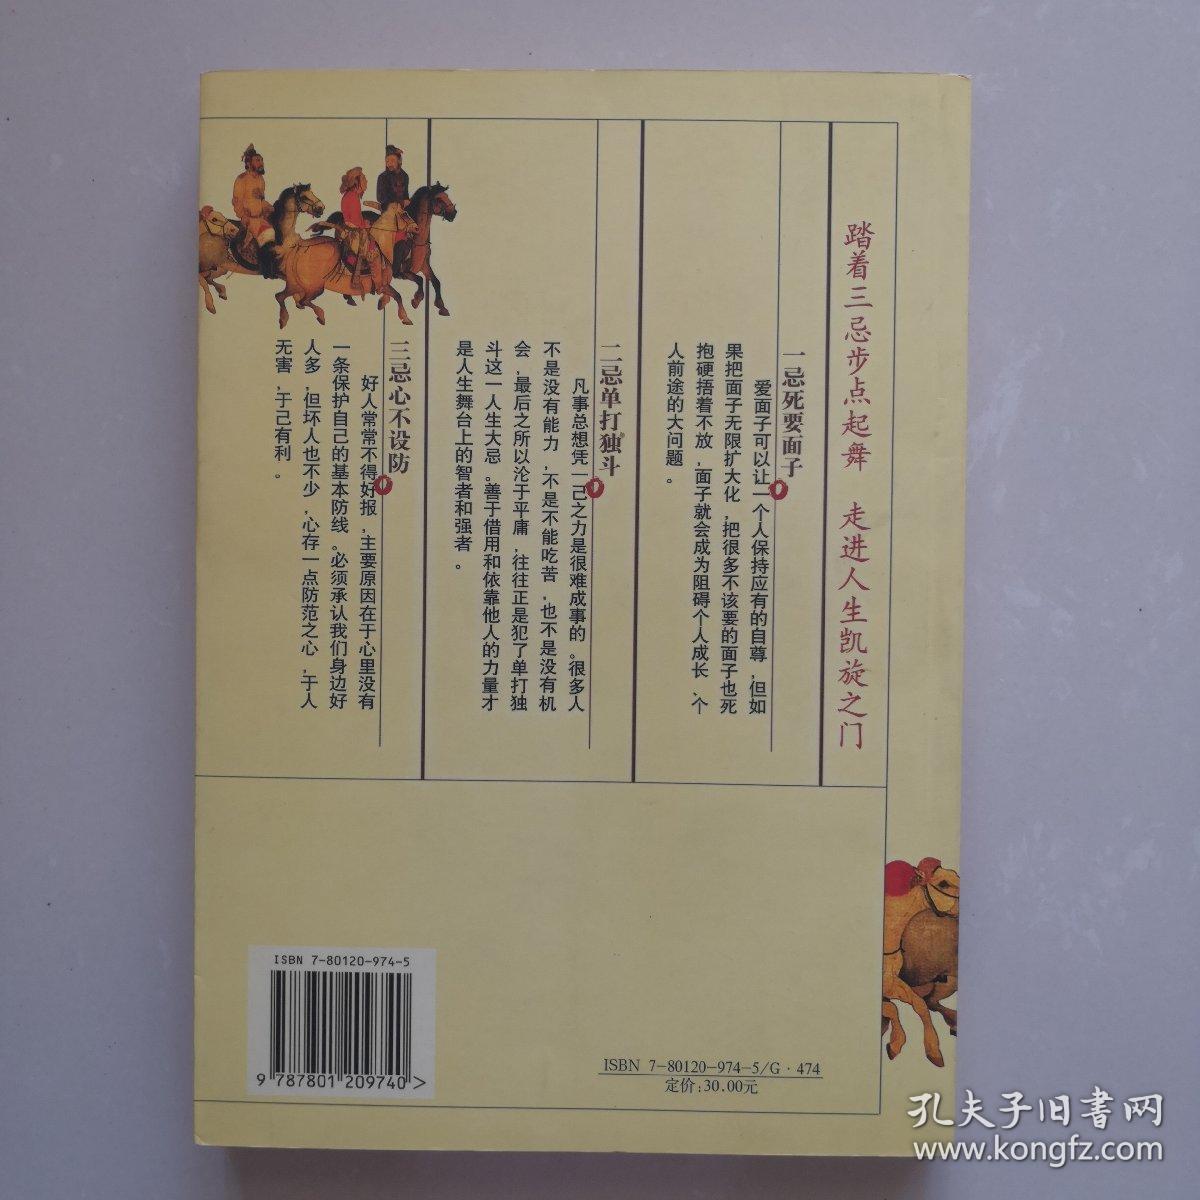 踏着三忌步点起舞　走进人生凯旋之门
一忌死要面子
爱面子可以让一个人保持应有的自尊，但如
果把面子无限扩大化，把很多不该要的面子也死
抱硬捂着不放，面子就会成为阻碍个人成长、个
人前途的大问题。
二忌单打独斗
凡事总想凭一己之力是很难成事的。很多人
不是没有能力，不是不能吃苦，也不是没有机
会，最后之所以沦于平庸，往往正是犯了单打独
斗这一人生大忌。善于借用和依靠他人的力量才
是人生舞台上的智者和强者。
三忌心不设防
好人常常不得好报，主要原因在于心里没有
一条保护自己的基本防线。必须承认我们身边好
人多，但坏人也不少，心存一点防范之心，于人
无害，于己有利。
ISBN 7-80120-974-5
9 787801 209740>
ISBN 7-80120-974-5/G·474
定价:30.00元
孔夫子旧书网
www.kongfz.com